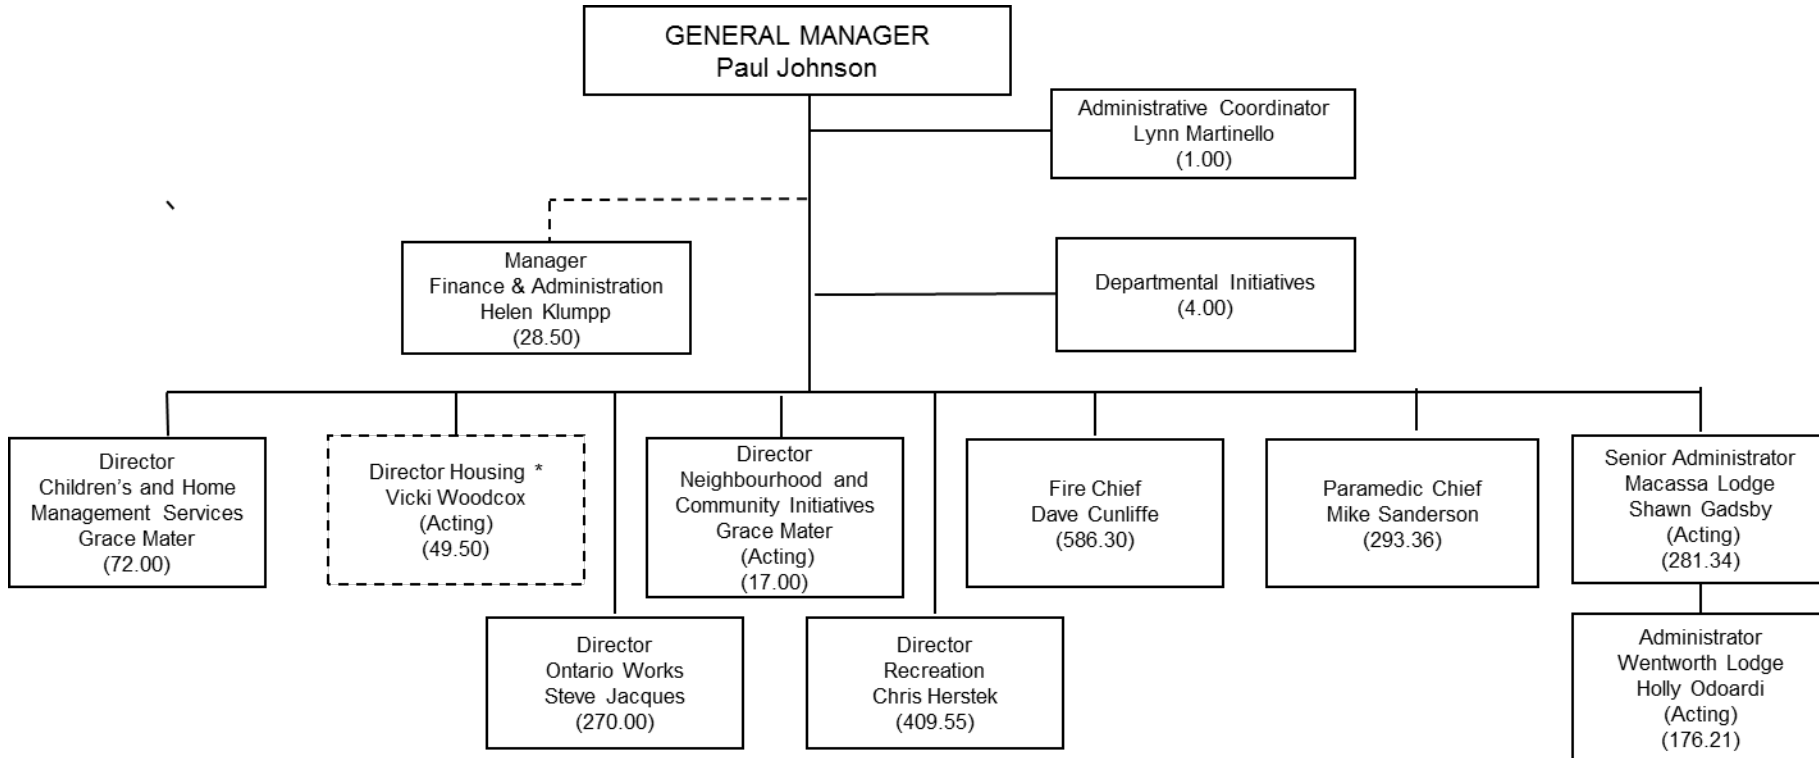 GENERAL MANAGER
Paul Johnson
Administrative Coordinator
Lynn Martinello
(1.00)
Manager
Finance & Administration
Helen Klumpp
(28.50)
Departmental Initiatives
(4.00)
Director
Children's and Home
Management Services
Grace Mater
(72.00)
Director Housing *
Vicki Woodcox
(Acting)
(49.50)
Director
Neighbourhood and
Community Initiatives
Grace Mater
(Acting)
(17.00)
Fire Chief
Dave Cunliffe
(586.30)
Paramedic Chief
Mike Sanderson
(293.36)
Senior Administrator
Macassa Lodge
Shawn Gadsby
(Acting)
(281.34)
Director
Ontario Works
Steve Jacques
(270.00)
Director
Recreation
Chris Herstek
(409.55)
Administrator
Wentworth Lodge
Holly Odoardi
(Acting)
(176.21)